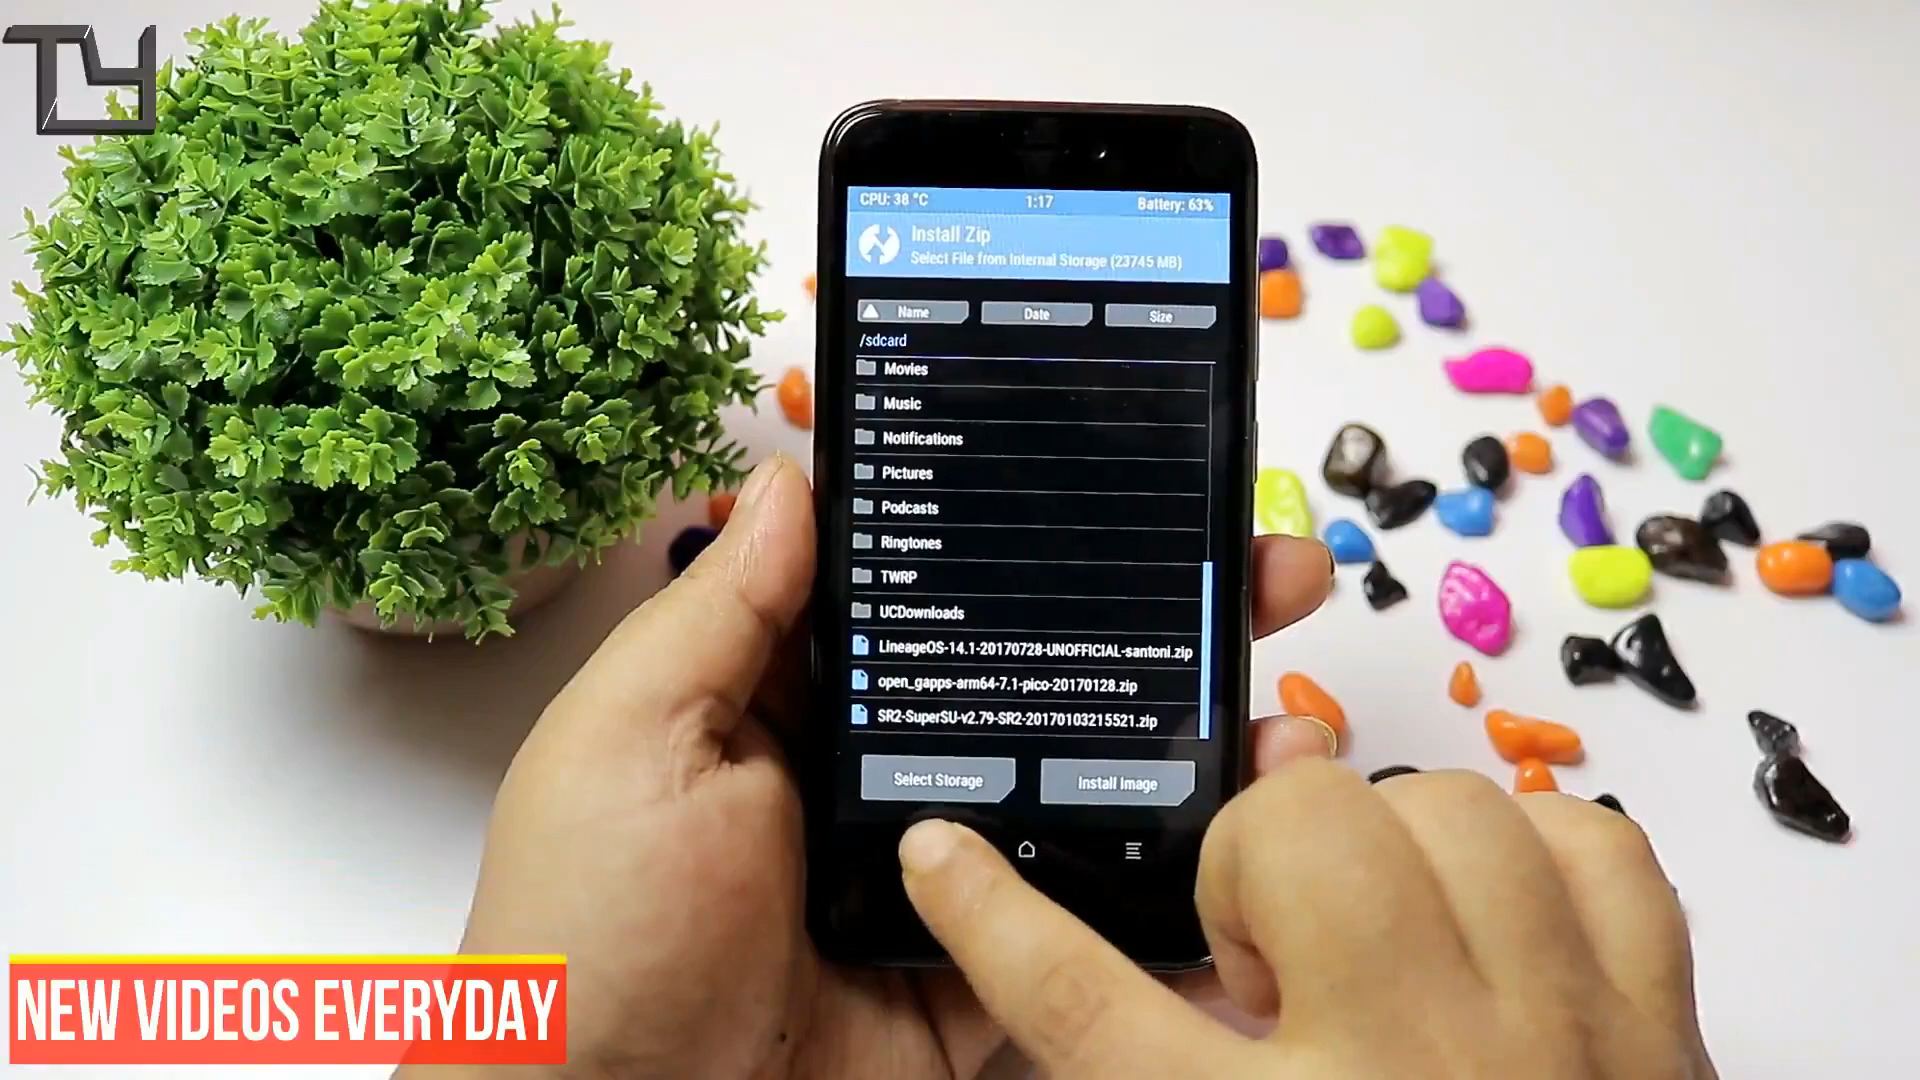 TY
CPU: 38 °C 1:17 Battery: 63%
Install Zip
Select File from Internal Storage (23745 MB)
Name Date Size
/sdcard
Movies
Music
Notifications
Pictures
Podcasts
Ringtones
TWRP
UCDownloads
LineageOS-14.1-20170728-UNOFFICIAL-santoni.zip
open_gapps-arm64-7.1-pico-20170128.zip
SR2-SuperSU-v2.79-SR2-20170103215521.zip
Select Storage Install Image
NEW VIDEOS EVERYDAY